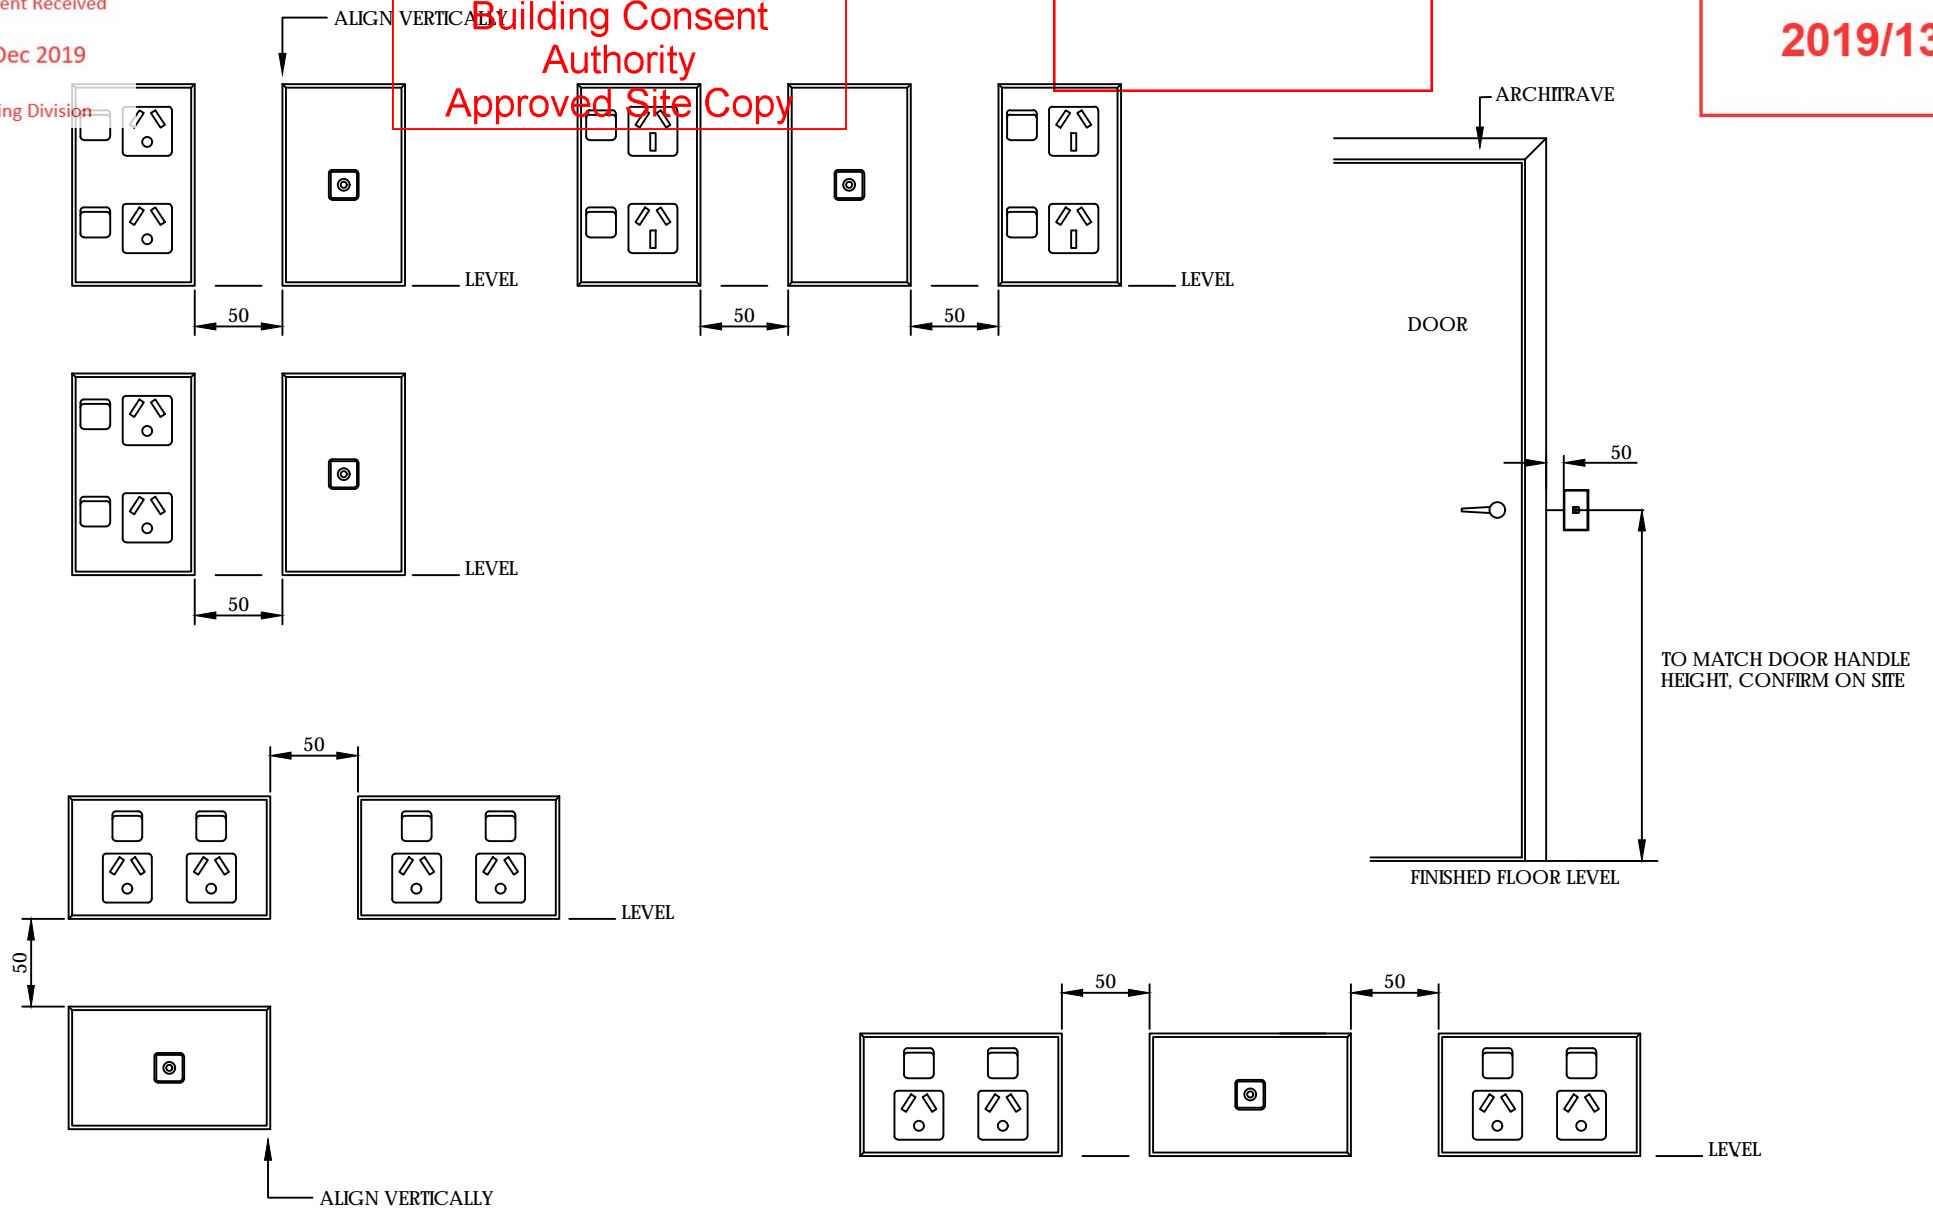 ent Received
Dec 2019
ing Division
ALIGN VERTICALLY
Building Consent
Authority
Approved Site Copy
2019/13
LEVEL
50
LEVEL
50
50
ARCHITRAVE
DOOR
50
TO MATCH DOOR HANDLE
HEIGHT, CONFIRM ON SITE
FINISHED FLOOR LEVEL
LEVEL
50
50
LEVEL
50
ALIGN VERTICALLY
50
50
LEVEL